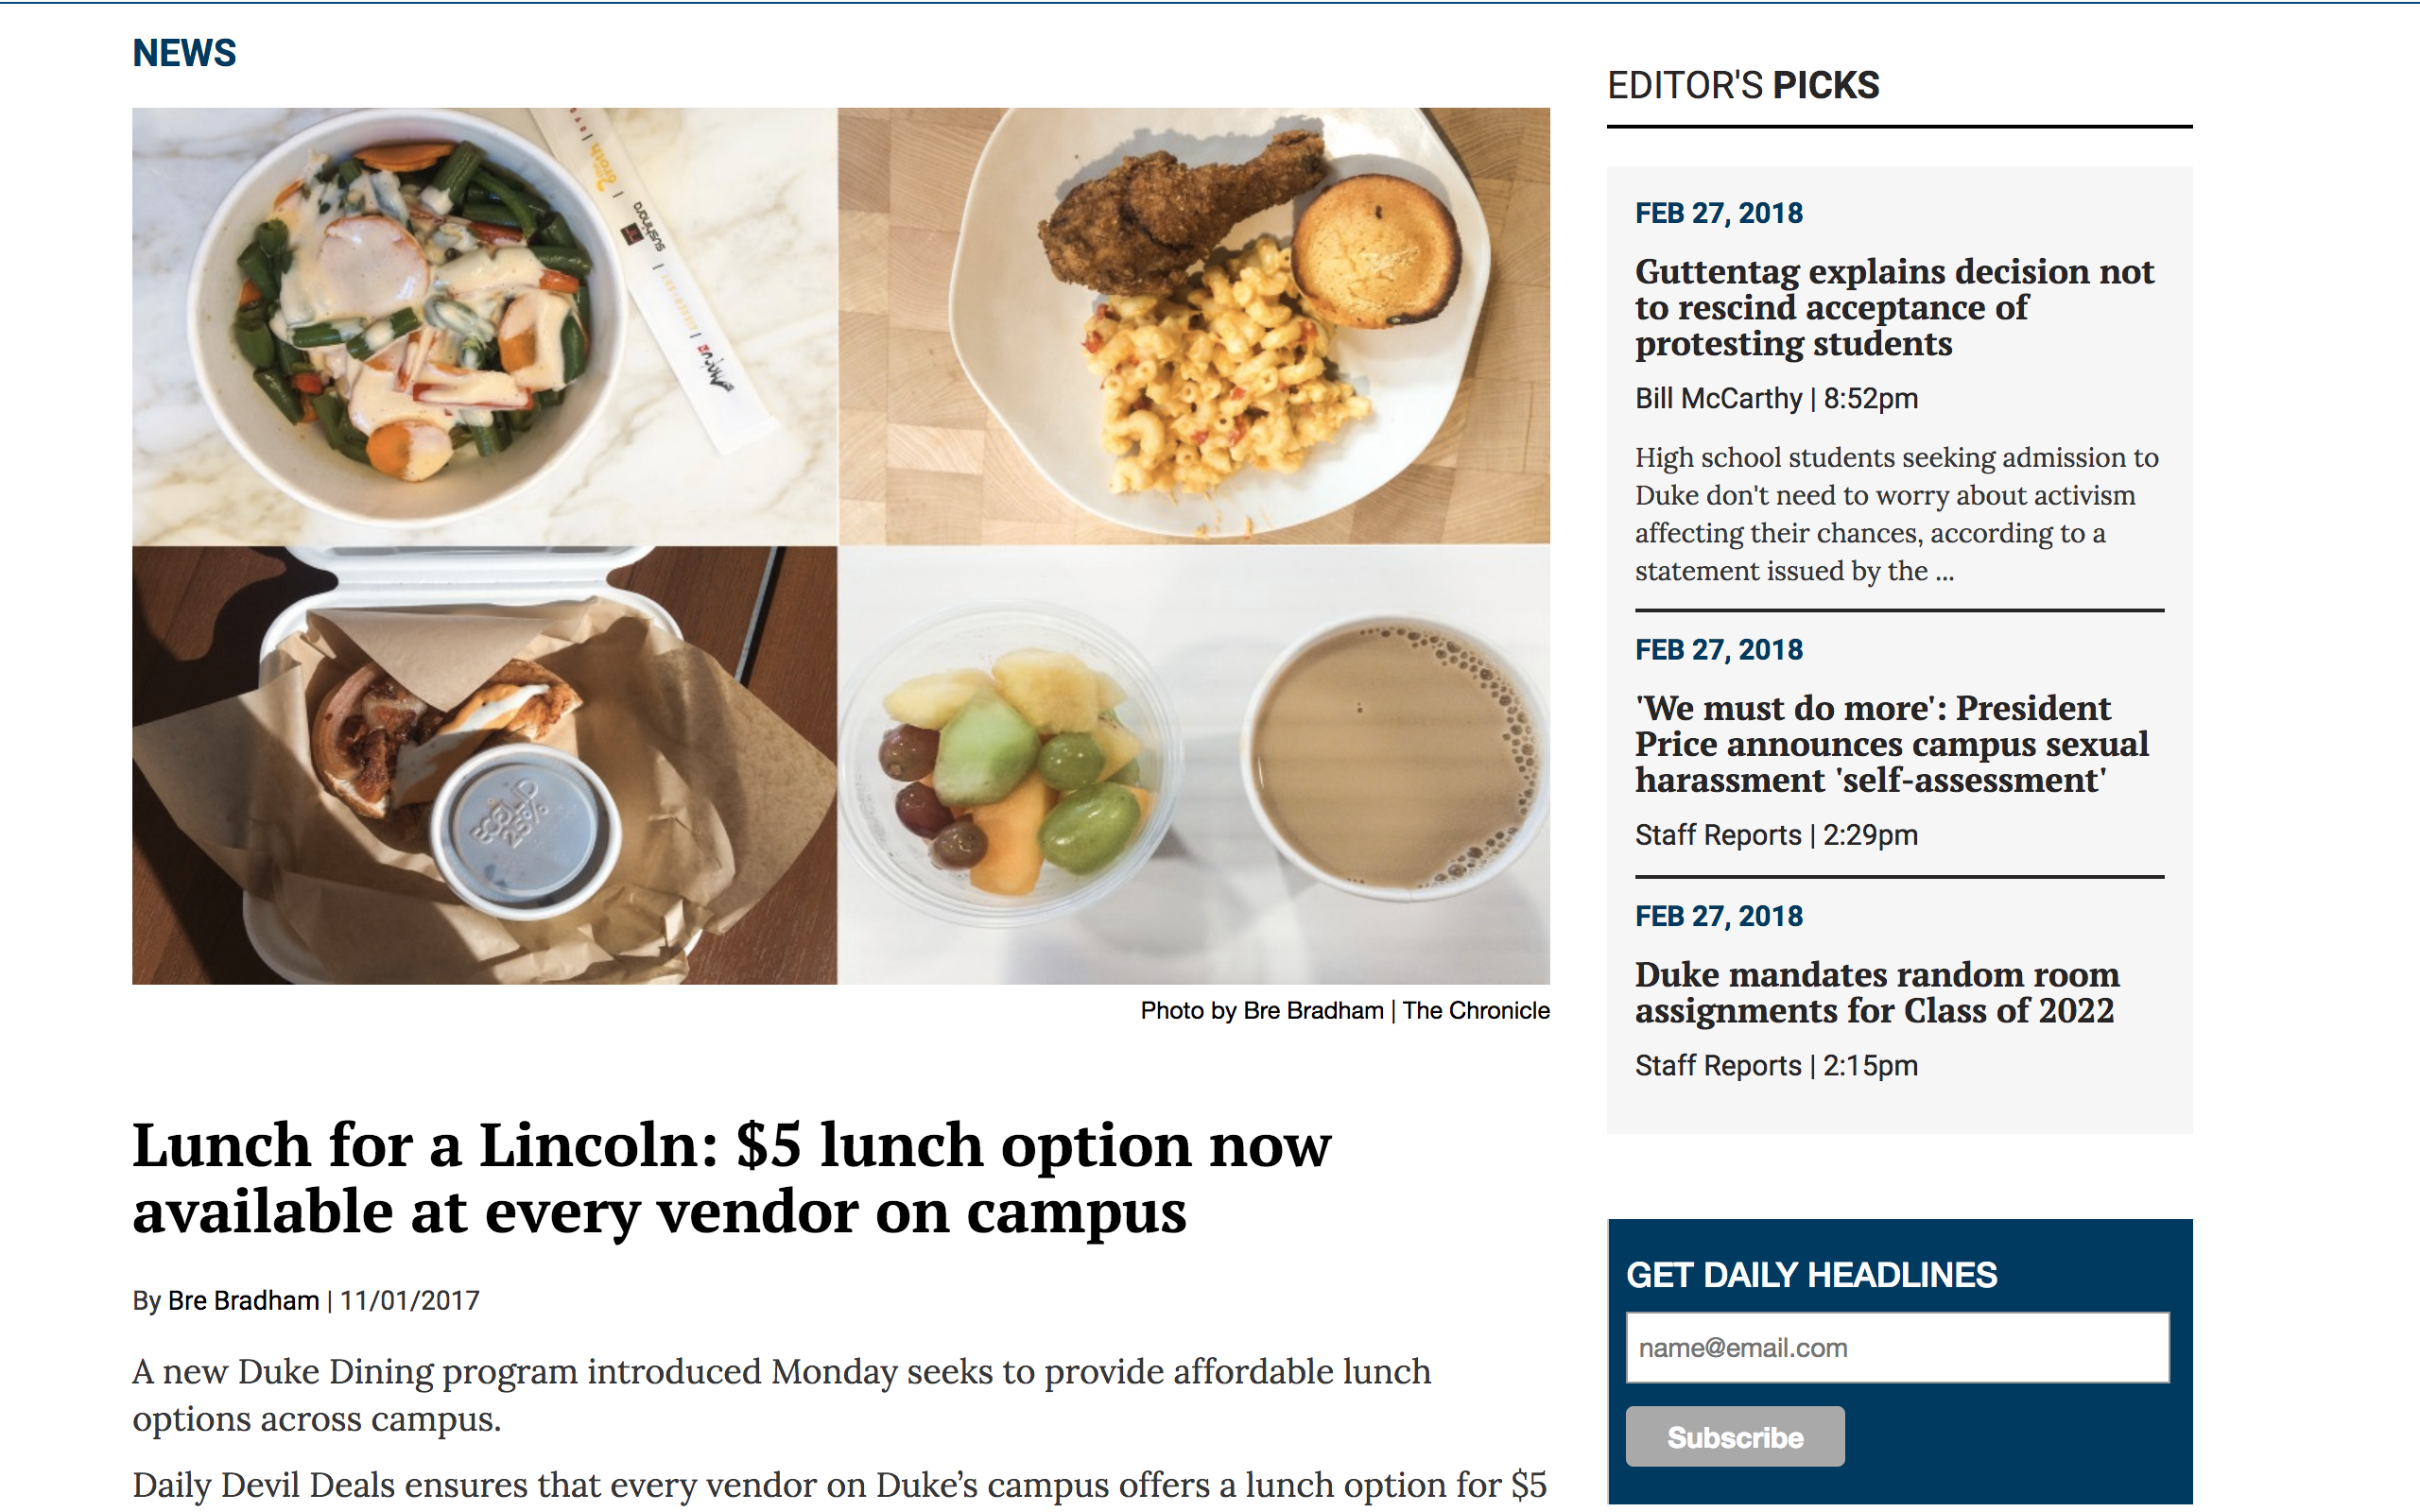 NEWS
broth
sushinara
ECOLID
25%
Photo by Bre Bradham | The Chronicle
Lunch for a Lincoln: $5 lunch option now
available at every vendor on campus
By Bre Bradham | 11/01/2017
A new Duke Dining program introduced Monday seeks to provide affordable lunch
options across campus.
Daily Devil Deals ensures that every vendor on Duke’s campus offers a lunch option for $5
EDITOR'S PICKS
FEB 27, 2018
Guttentag explains decision not
to rescind acceptance of
protesting students
Bill McCarthy | 8:52pm
High school students seeking admission to
Duke don't need to worry about activism
affecting their chances, according to a
statement issued by the ...
FEB 27, 2018
'We must do more': President
Price announces campus sexual
harassment 'self-assessment'
Staff Reports | 2:29pm
FEB 27, 2018
Duke mandates random room
assignments for Class of 2022
Staff Reports | 2:15pm
GET DAILY HEADLINES
name@email.com
Subscribe